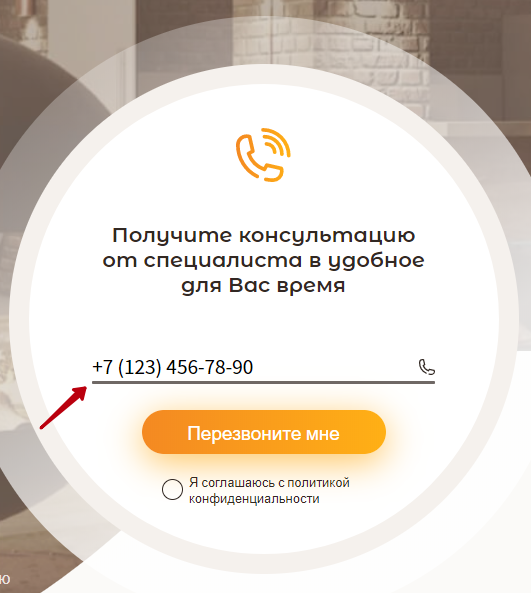 Получите консультацию
от специалиста в удобное
для Вас время
+7 (123) 456-78-90
Перезвоните мне
Я соглашаюсь с политикой
конфиденциальности